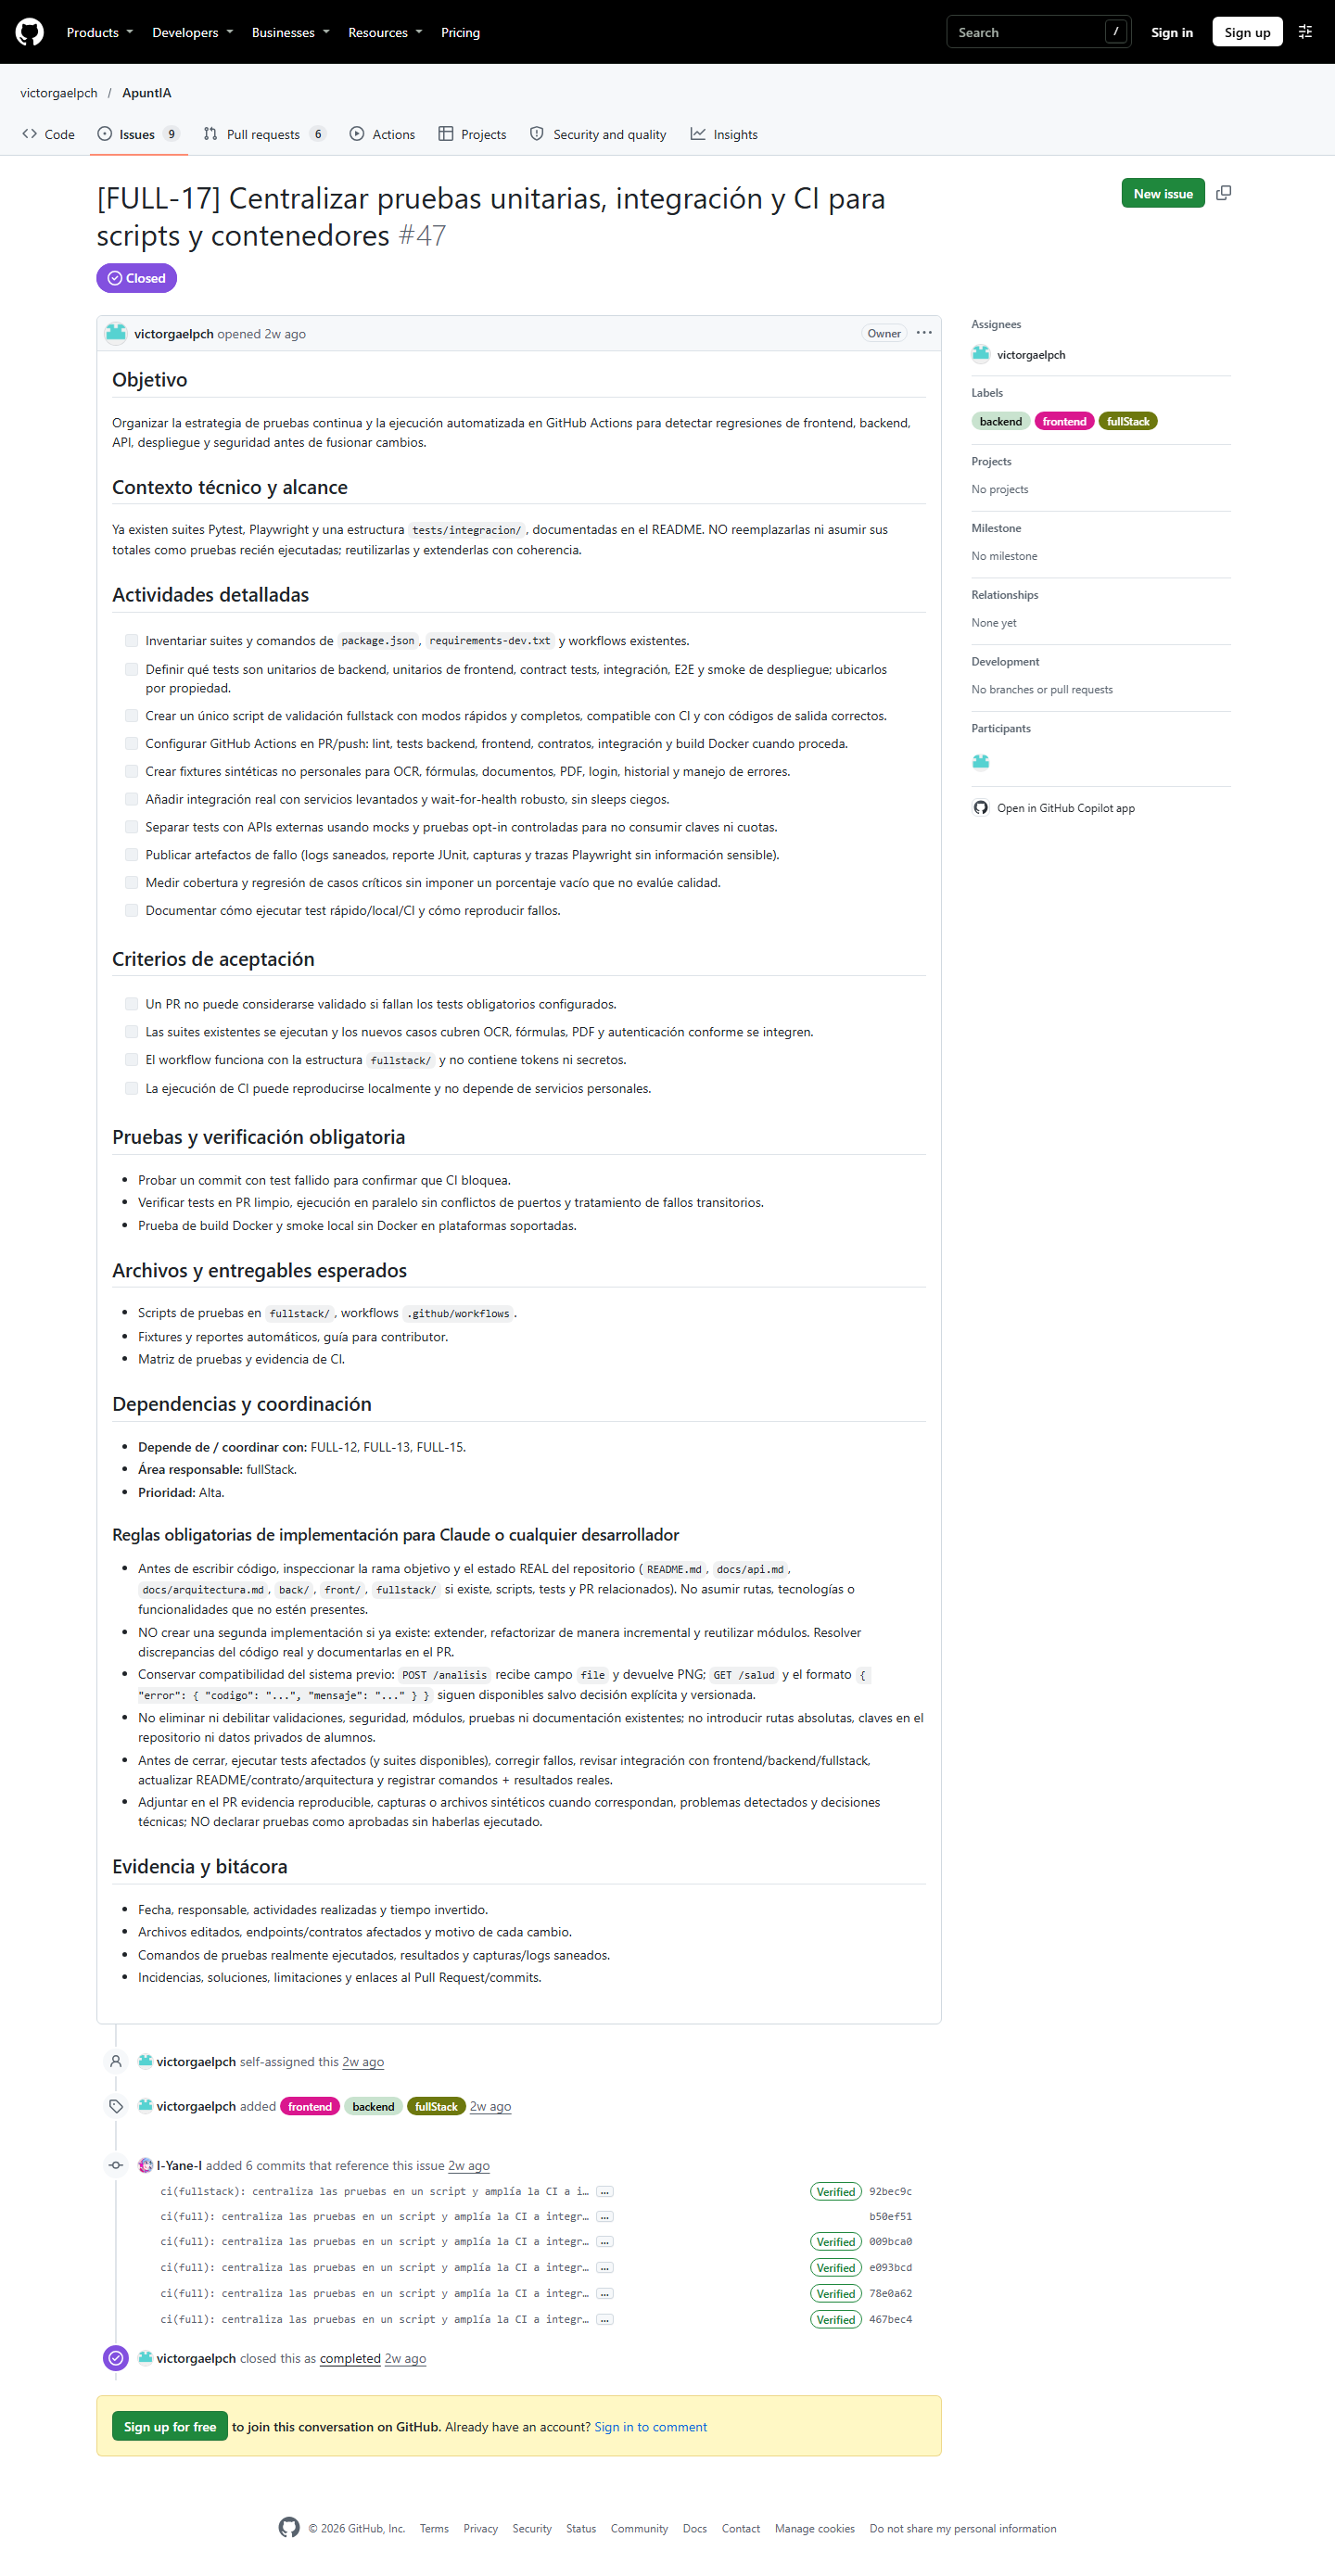 Products Developers Businesses Resources Pricing Search / Sign in Sign up
victorgaelpch / ApuntIA
Code Issues 9 Pull requests 6 Actions Projects Security and quality Insights
[FULL-17] Centralizar pruebas unitarias, integración y CI para
scripts y contenedores #47
New issue
Closed
victorgaelpch opened 2w ago Owner
Objetivo
Organizar la estrategia de pruebas continua y la ejecución automatizada en GitHub Actions para detectar regresiones de frontend, backend,
API, despliegue y seguridad antes de fusionar cambios.
Contexto técnico y alcance
Ya existen suites Pytest, Playwright y una estructura tests/integracion/, documentadas en el README. NO reemplazarlas ni asumir sus
totales como pruebas recién ejecutadas; reutilizarlas y extenderlas con coherencia.
Actividades detalladas
Inventariar suites y comandos de package.json, requirements-dev.txt y workflows existentes.
Definir qué tests son unitarios de backend, unitarios de frontend, contract tests, integración, E2E y smoke de despliegue; ubicarlos
por propiedad.
Crear un único script de validación fullstack con modos rápidos y completos, compatible con CI y con códigos de salida correctos.
Configurar GitHub Actions en PR/push: lint, tests backend, frontend, contratos, integración y build Docker cuando proceda.
Crear fixtures sintéticas no personales para OCR, fórmulas, documentos, PDF, login, historial y manejo de errores.
Añadir integración real con servicios levantados y wait-for-health robusto, sin sleeps ciegos.
Separar tests con APIs externas usando mocks y pruebas opt-in controladas para no consumir claves ni cuotas.
Publicar artefactos de fallo (logs saneados, reporte JUnit, capturas y trazas Playwright sin información sensible).
Medir cobertura y regresión de casos críticos sin imponer un porcentaje vacío que no evalúe calidad.
Documentar cómo ejecutar test rápido/local/CI y cómo reproducir fallos.
Criterios de aceptación
Un PR no puede considerarse validado si fallan los tests obligatorios configurados.
Las suites existentes se ejecutan y los nuevos casos cubren OCR, fórmulas, PDF y autenticación conforme se integren.
El workflow funciona con la estructura fullstack/ y no contiene tokens ni secretos.
La ejecución de CI puede reproducirse localmente y no depende de servicios personales.
Pruebas y verificación obligatoria
Probar un commit con test fallido para confirmar que CI bloquea.
Verificar tests en PR limpio, ejecución en paralelo sin conflictos de puertos y tratamiento de fallos transitorios.
Prueba de build Docker y smoke local sin Docker en plataformas soportadas.
Archivos y entregables esperados
Scripts de pruebas en fullstack/, workflows .github/workflows.
Fixtures y reportes automáticos, guía para contributor.
Matriz de pruebas y evidencia de CI.
Dependencias y coordinación
Depende de / coordinar con: FULL-12, FULL-13, FULL-15.
Área responsable: fullStack.
Prioridad: Alta.
Reglas obligatorias de implementación para Claude o cualquier desarrollador
Antes de escribir código, inspeccionar la rama objetivo y el estado REAL del repositorio (README.md, docs/api.md,
docs/arquitectura.md, back/, front/, fullstack/ si existe, scripts, tests y PR relacionados). No asumir rutas, tecnologías o
funcionalidades que no estén presentes.
NO crear una segunda implementación si ya existe: extender, refactorizar de manera incremental y reutilizar módulos. Resolver
discrepancias del código real y documentarlas en el PR.
Conservar compatibilidad del sistema previo: POST /analisis recibe campo file y devuelve PNG; GET /salud y el formato {
"error": { "codigo": "...", "mensaje": "..." } } siguen disponibles salvo decisión explícita y versionada.
No eliminar ni debilitar validaciones, seguridad, módulos, pruebas ni documentación existentes; no introducir rutas absolutas, claves en el
repositorio ni datos privados de alumnos.
Antes de cerrar, ejecutar tests afectados (y suites disponibles), corregir fallos, revisar integración con frontend/backend/fullstack,
actualizar README/contrato/arquitectura y registrar comandos + resultados reales.
Adjuntar en el PR evidencia reproducible, capturas o archivos sintéticos cuando correspondan, problemas detectados y decisiones
técnicas; NO declarar pruebas como aprobadas sin haberlas ejecutado.
Evidencia y bitácora
Fecha, responsable, actividades realizadas y tiempo invertido.
Archivos editados, endpoints/contratos afectados y motivo de cada cambio.
Comandos de pruebas realmente ejecutados, resultados y capturas/logs saneados.
Incidencias, soluciones, limitaciones y enlaces al Pull Request/commits.
victorgaelpch self-assigned this 2w ago
victorgaelpch added frontend backend fullStack 2w ago
I-Yane-I added 6 commits that reference this issue 2w ago
ci(fullstack): centraliza las pruebas en un script y amplía la CI a i… ... Verified 92bec9c
ci(full): centraliza las pruebas en un script y amplía la CI a integr… ... b50ef51
ci(full): centraliza las pruebas en un script y amplía la CI a integr… ... Verified 009bca0
ci(full): centraliza las pruebas en un script y amplía la CI a integr… ... Verified e093bcd
ci(full): centraliza las pruebas en un script y amplía la CI a integr… ... Verified 78e0a62
ci(full): centraliza las pruebas en un script y amplía la CI a integr… ... Verified 467bec4
victorgaelpch closed this as completed 2w ago
Sign up for free to join this conversation on GitHub. Already have an account? Sign in to comment
Assignees
victorgaelpch
Labels
backend frontend fullStack
Projects
No projects
Milestone
No milestone
Relationships
None yet
Development
No branches or pull requests
Participants
Open in GitHub Copilot app
© 2026 GitHub, Inc. Terms Privacy Security Status Community Docs Contact Manage cookies Do not share my personal information